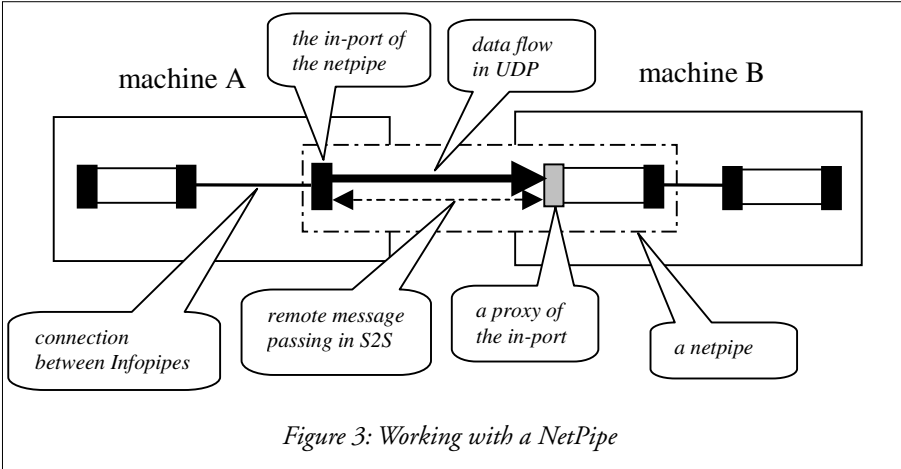 the in-port of
the netpipe
data flow
in UDP
machine A
machine B
connection
between Infopipes
remote message
passing in S2S
a proxy of
the in-port
a netpipe
Figure 3: Working with a NetPipe